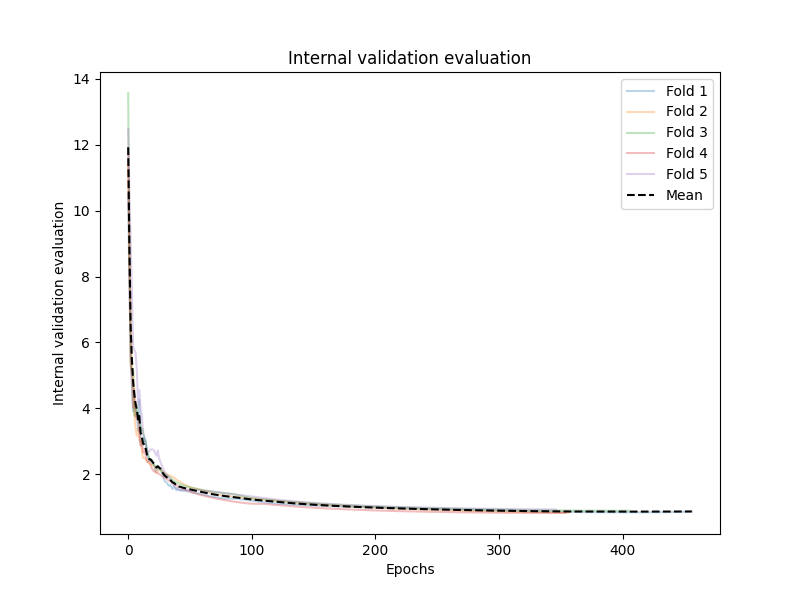 Internal validation evaluation
Internal validation evaluation
14
12
10
8
6
4
2
0
100
200
300
400
Epochs
Fold 1
Fold 2
Fold 3
Fold 4
Fold 5
Mean